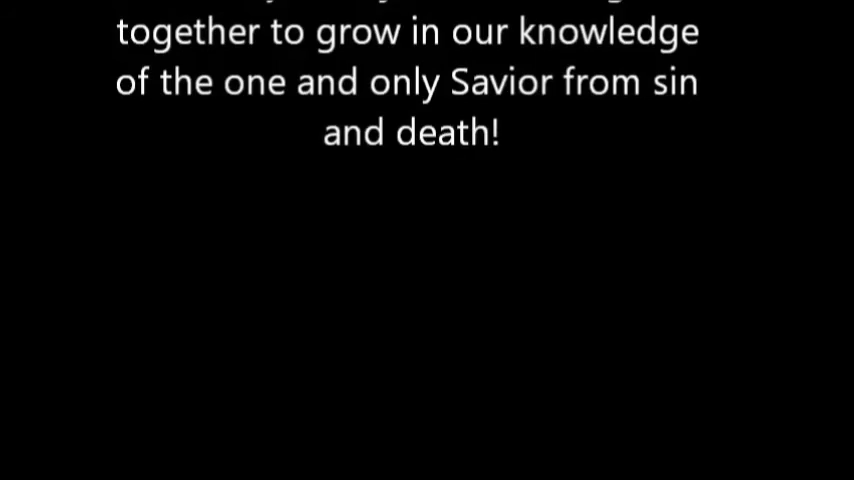 together to grow in our knowledge
of the one and only Savior from sin
and death!